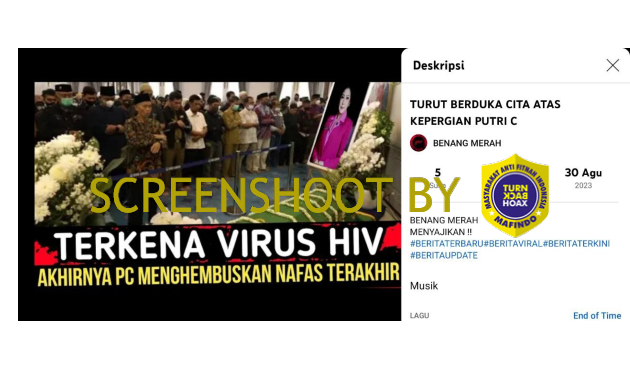 TERKENA VIRUS HIV
AKHIRNYA PC MENGHEMBUSKAN NAFAS TERAKHIR
SCREENSHOOT BY
MASYARAKAT ANTI FITNAH INDONESIA
TURN
BACK
HOAX
MAFINDO
Deskripsi
TURUT BERDUKA CITA ATAS
KEPERGIAN PUTRI C
BENANG MERAH
5
Suka
30 Agu
2023
BENANG MERAH
MENYAJIKAN !!
#BERITATERBARU#BERITAVIRAL#BERITATERKINI
#BERITAUPDATE
Musik
LAGU
End of Time